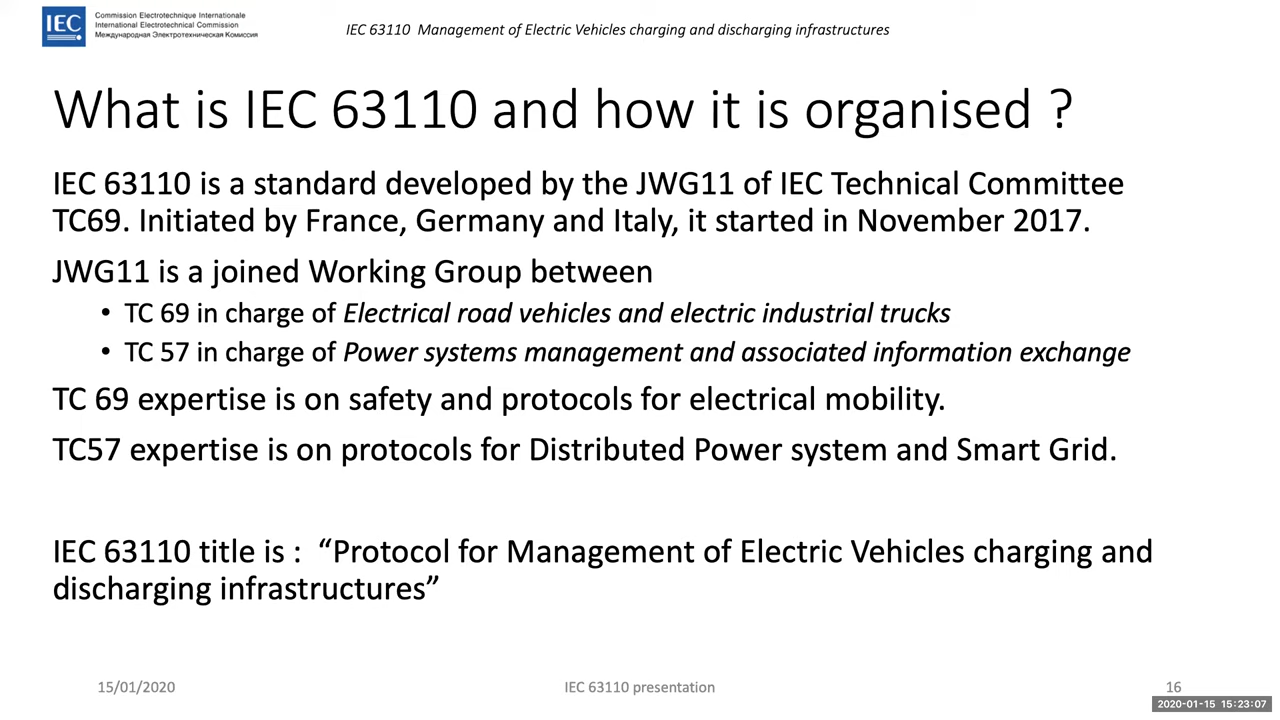 IEC
Commission Electrotechnique Internationale
International Electrotechnical Commission
Международная Электротехническая Комиссия
IEC 63110 Management of Electric Vehicles charging and discharging infrastructures
What is IEC 63110 and how it is organised ?
IEC 63110 is a standard developed by the JWG11 of IEC Technical Committee
TC69. Initiated by France, Germany and Italy, it started in November 2017.
JWG11 is a joined Working Group between
• TC 69 in charge of Electrical road vehicles and electric industrial trucks
• TC 57 in charge of Power systems management and associated information exchange
TC 69 expertise is on safety and protocols for electrical mobility.
TC57 expertise is on protocols for Distributed Power system and Smart Grid.
IEC 63110 title is : “Protocol for Management of Electric Vehicles charging and
discharging infrastructures”
15/01/2020 IEC 63110 presentation 16
2020-01-15 15:23:07